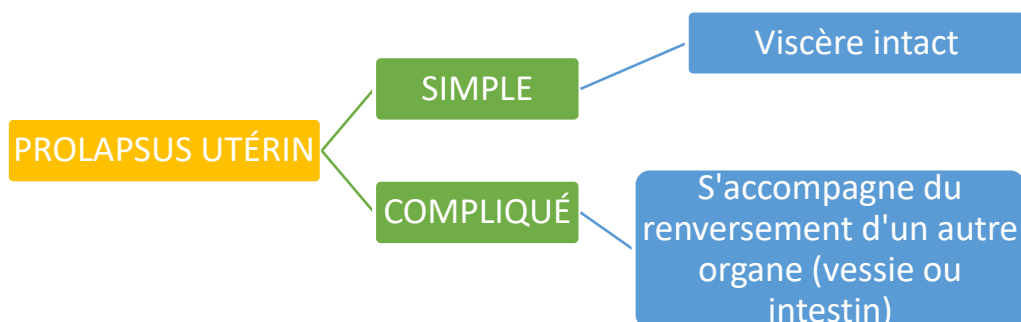 PROLAPSUS UTÉRIN
SIMPLE
Viscère intact
COMPLIQUÉ
S'accompagne du
renversement d'un autre
organe (vessie ou
intestin)